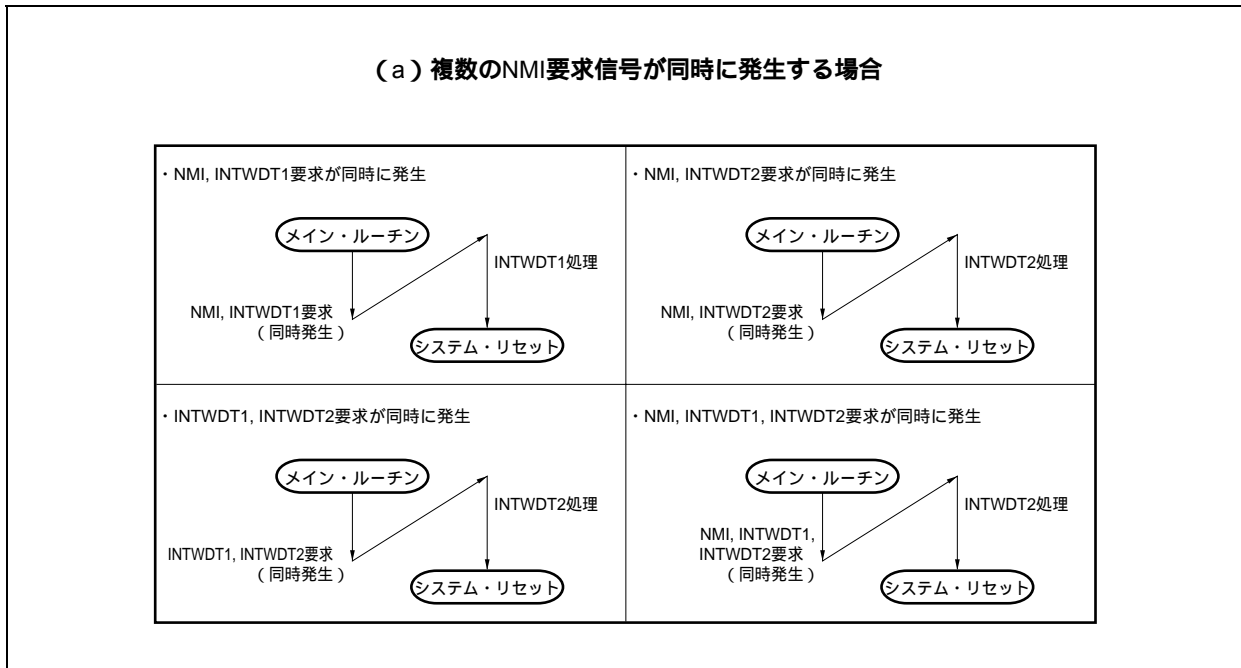 （a）複数のNMI要求信号が同時に発生する場合
・NMI, INTWDT1要求が同時に発生
メイン・ルーチン
INTWDT1処理
NMI, INTWDT1要求
（同時発生）
システム・リセット
・NMI, INTWDT2要求が同時に発生
メイン・ルーチン
INTWDT2処理
NMI, INTWDT2要求
（同時発生）
システム・リセット
・INTWDT1, INTWDT2要求が同時に発生
メイン・ルーチン
INTWDT2処理
INTWDT1, INTWDT2要求
（同時発生）
システム・リセット
・NMI, INTWDT1, INTWDT2要求が同時に発生
メイン・ルーチン
INTWDT2処理
NMI, INTWDT1,
INTWDT2要求
（同時発生）
システム・リセット